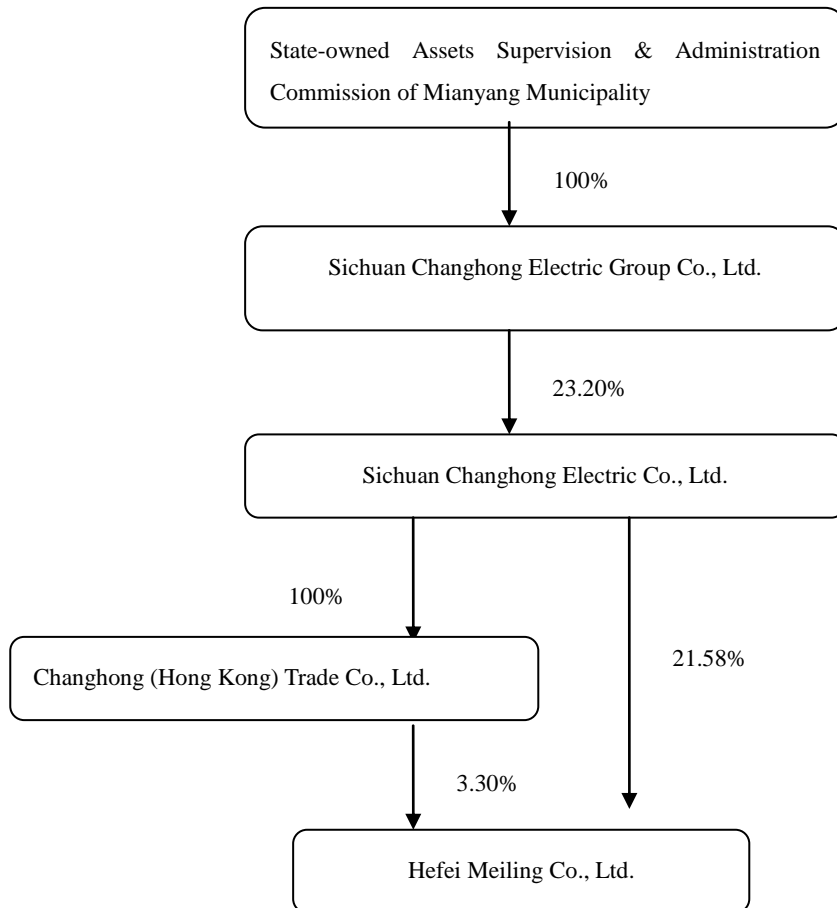 State-owned Assets Supervision & Administration
Commission of Mianyang Municipality
100%
Sichuan Changhong Electric Group Co., Ltd.
23.20%
Sichuan Changhong Electric Co., Ltd.
100%
21.58%
Changhong (Hong Kong) Trade Co., Ltd.
3.30%
Hefei Meiling Co., Ltd.